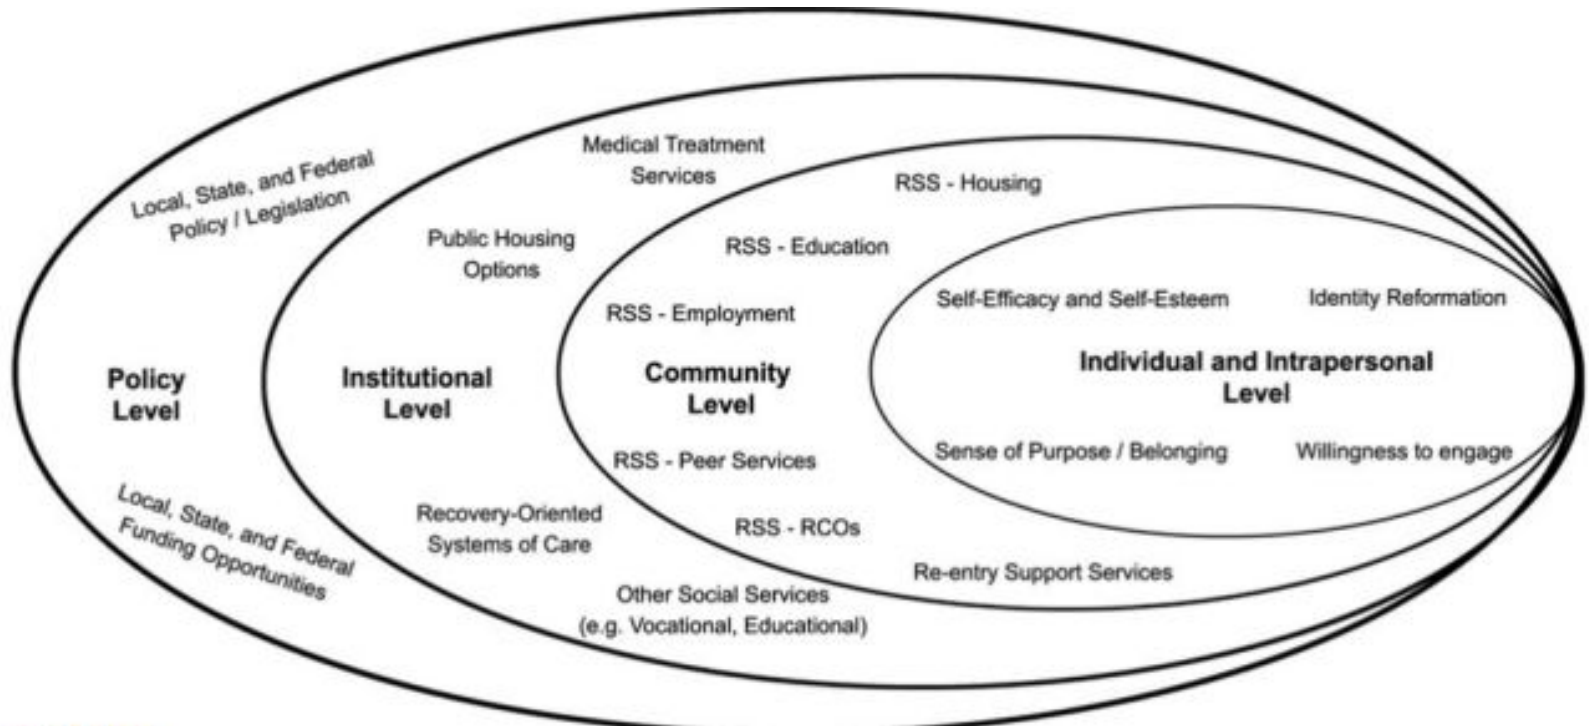 Local, State, and Federal
Policy / Legislation
Policy
Level
Local, State, and Federal
Funding Opportunities
Medical Treatment
Services
Public Housing
Options
Institutional
Level
Recovery-Oriented
Systems of Care
Other Social Services
(e.g. Vocational, Educational)
RSS - Housing
RSS - Education
RSS - Employment
Community
Level
RSS - Peer Services
RSS - RCOs
Re-entry Support Services
Self-Efficacy and Self-Esteem
Identity Reformation
Individual and Intrapersonal
Level
Sense of Purpose / Belonging
Willingness to engage